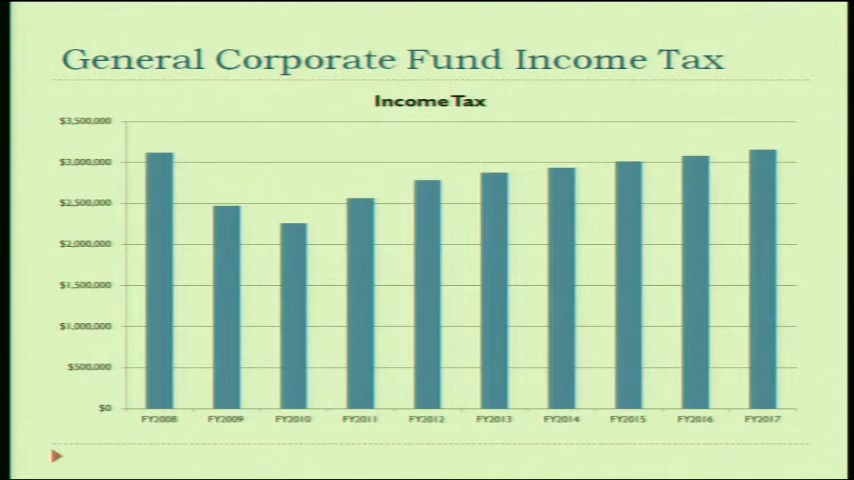 General Corporate Fund Income Tax
Income Tax
$3,500,000
$3,000,000
$2,500,000
$2,000,000
$1,500,000
$1,000,000
$500,000
$0
FY2008 FY2009 FY2010 FY2011 FY2012 FY2013 FY2014 FY2015 FY2016 FY2017